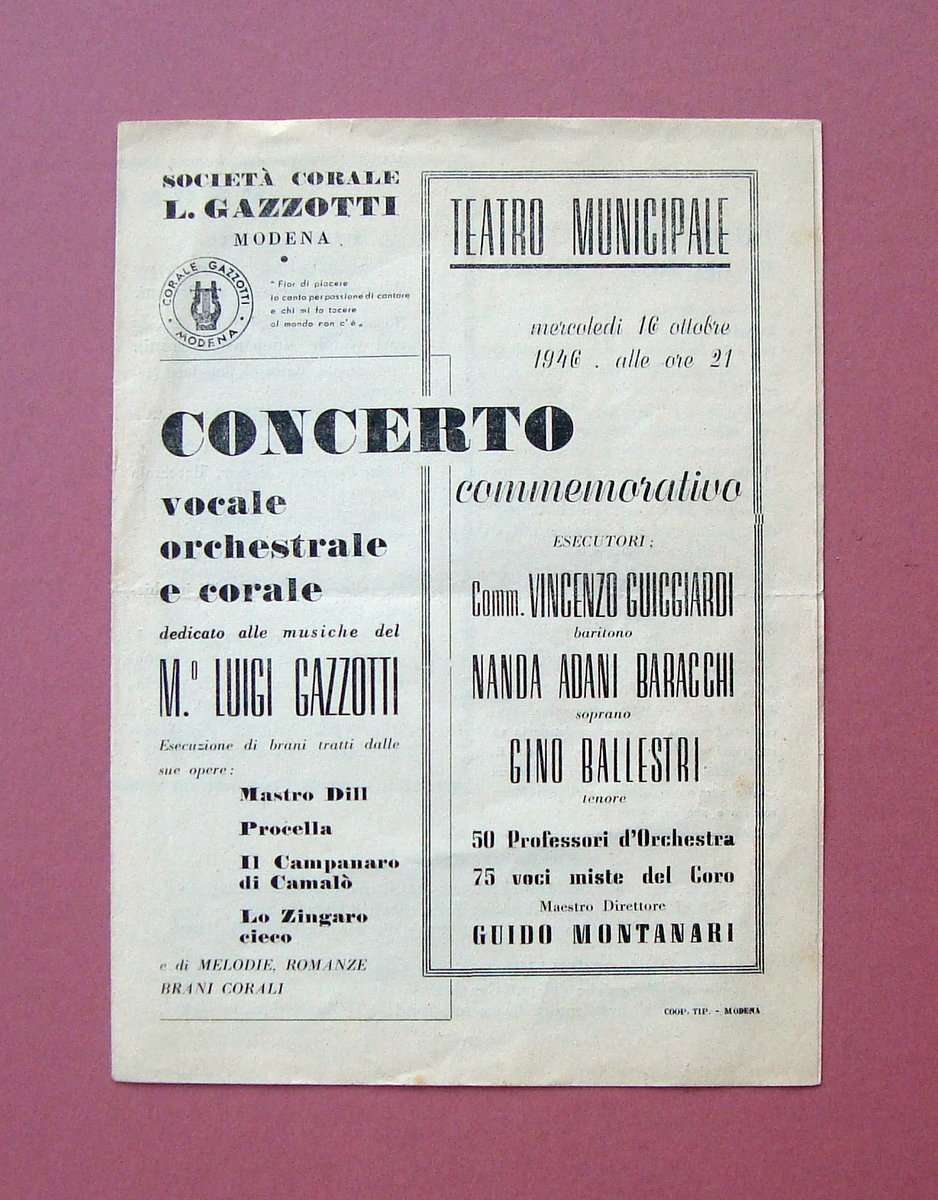 SOCIETÀ CORALE
L. GAZZOTTI
MODENA
CORALE GAZZOTTI
• MODENA •
"Fior di piacere
io canto per passione di cantare
e chi mi fa tacere
al mondo non c'è„
TEATRO MUNICIPALE
mercoledì 16 ottobre
1946 . alle ore 21
CONCERTO
commemorativo
vocale
orchestrale
e corale
dedicato alle musiche del
M.º LUIGI GAZZOTTI
Esecuzione di brani tratti dalle
sue opere:
Mastro Dill
Procella
Il Campanaro
di Camalò
Lo Zingaro
cieco
e di MELODIE, ROMANZE
BRANI CORALI
ESECUTORI :
Comm. VINCENZO GUICCIARDI
baritono
NANDA ADANI BARACCHI
soprano
GINO BALLESTRI
tenore
50 Professori d'Orchestra
75 voci miste del Coro
Maestro Direttore
GUIDO MONTANARI
COOP. TIP. - MODENA